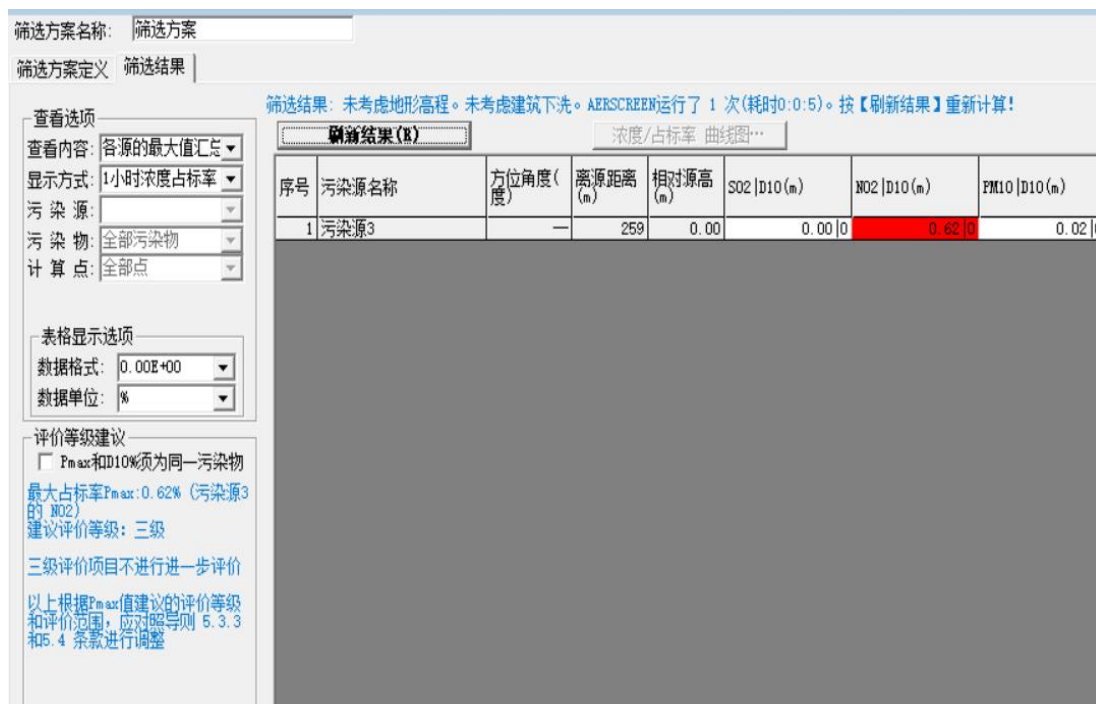 筛选方案名称: 筛选方案
筛选方案定义 筛选结果
筛选结果: 未考虑地形高程。未考虑建筑下洗。AERSCREEN运行了 1 次(耗时0:0:5)。按【刷新结果】重新计算!
刷新结果(R) 浓度/占标率 曲线图…
查看选项
查看内容: 各源的最大值汇总
显示方式: 1小时浓度占标率
污 染 源:
污 染 物: 全部污染物
计 算 点: 全部点
序号 污染源名称 方位角度(度) 离源距离(m) 相对源高(m) SO2|D10(m) NO2|D10(m) PM10|D10(m)
1 污染源3 — 259 0.00 0.00|0 0.62|0 0.02|
表格显示选项
数据格式: 0.00E+00
数据单位: %
评价等级建议
Pmax和D10%须为同一污染物
最大占标率Pmax:0.62% (污染源3
的 NO2)
建议评价等级: 三级
三级评价项目不进行进一步评价
以上根据Pmax值建议的评价等级
和评价范围,应对照导则 5.3.3
和5.4 条款进行调整